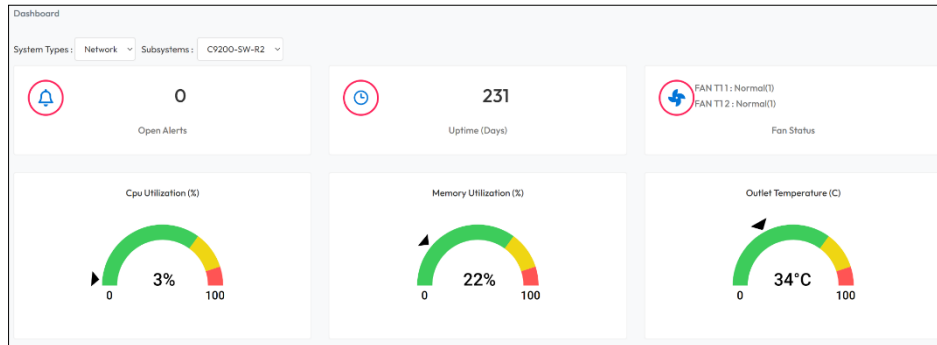 Dashboard
System Types : Network Subsystems : C9200-SW-R2
0
Open Alerts
231
Uptime (Days)
FAN T1 1 : Normal(1)
FAN T1 2 : Normal(1)
Fan Status
Cpu Utilization (%)
3%
0 100
Memory Utilization (%)
22%
0 100
Outlet Temperature (C)
34°C
0 100